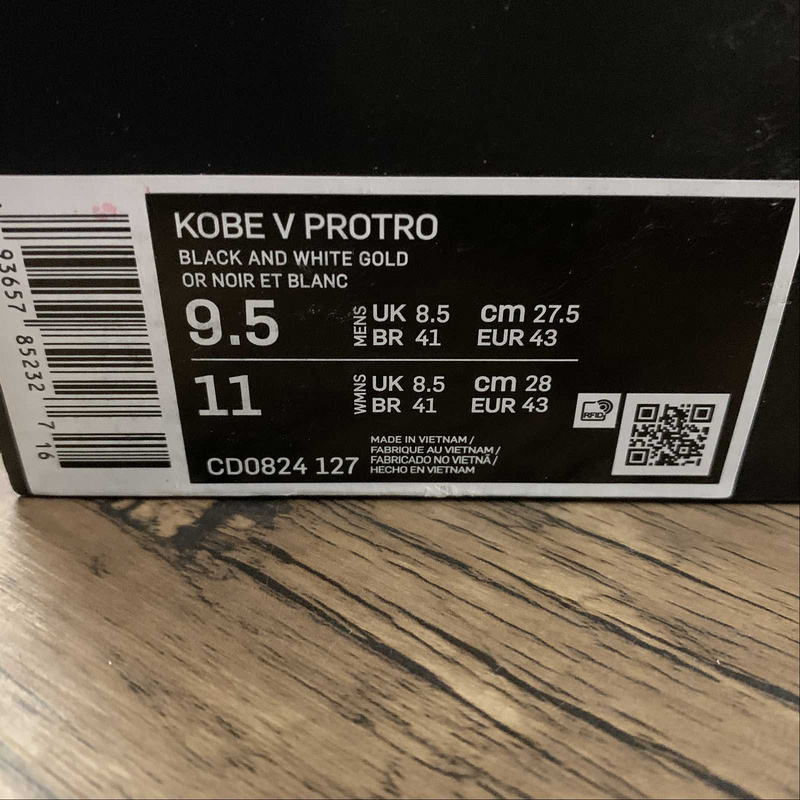 KOBE V PROTRO
BLACK AND WHITE GOLD
OR NOIR ET BLANC
9.5 MENS UK 8.5 cm 27.5
BR 41 EUR 43
11 WMNS UK 8.5 cm 28
BR 41 EUR 43
RFID
CD0824 127
MADE IN VIETNAM /
FABRIQUE AU VIETNAM /
FABRICADO NO VIETNÃ /
HECHO EN VIETNAM
93657 85232 7 16